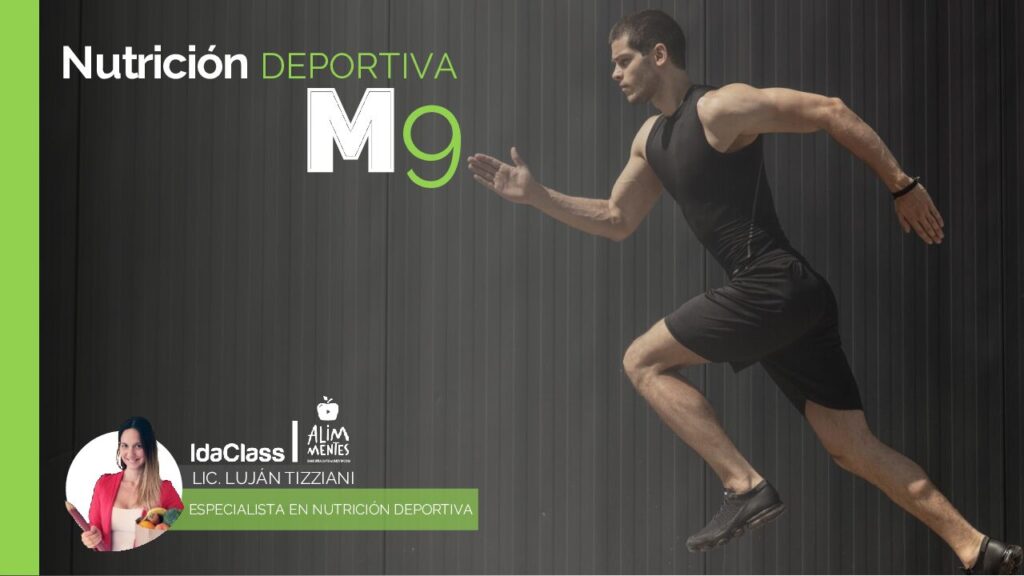 Nutrición DEPORTIVA
M9
IdaClass
ALIM
MENTES
LIC. LUJÁN TIZZIANI
ESPECIALISTA EN NUTRICIÓN DEPORTIVA